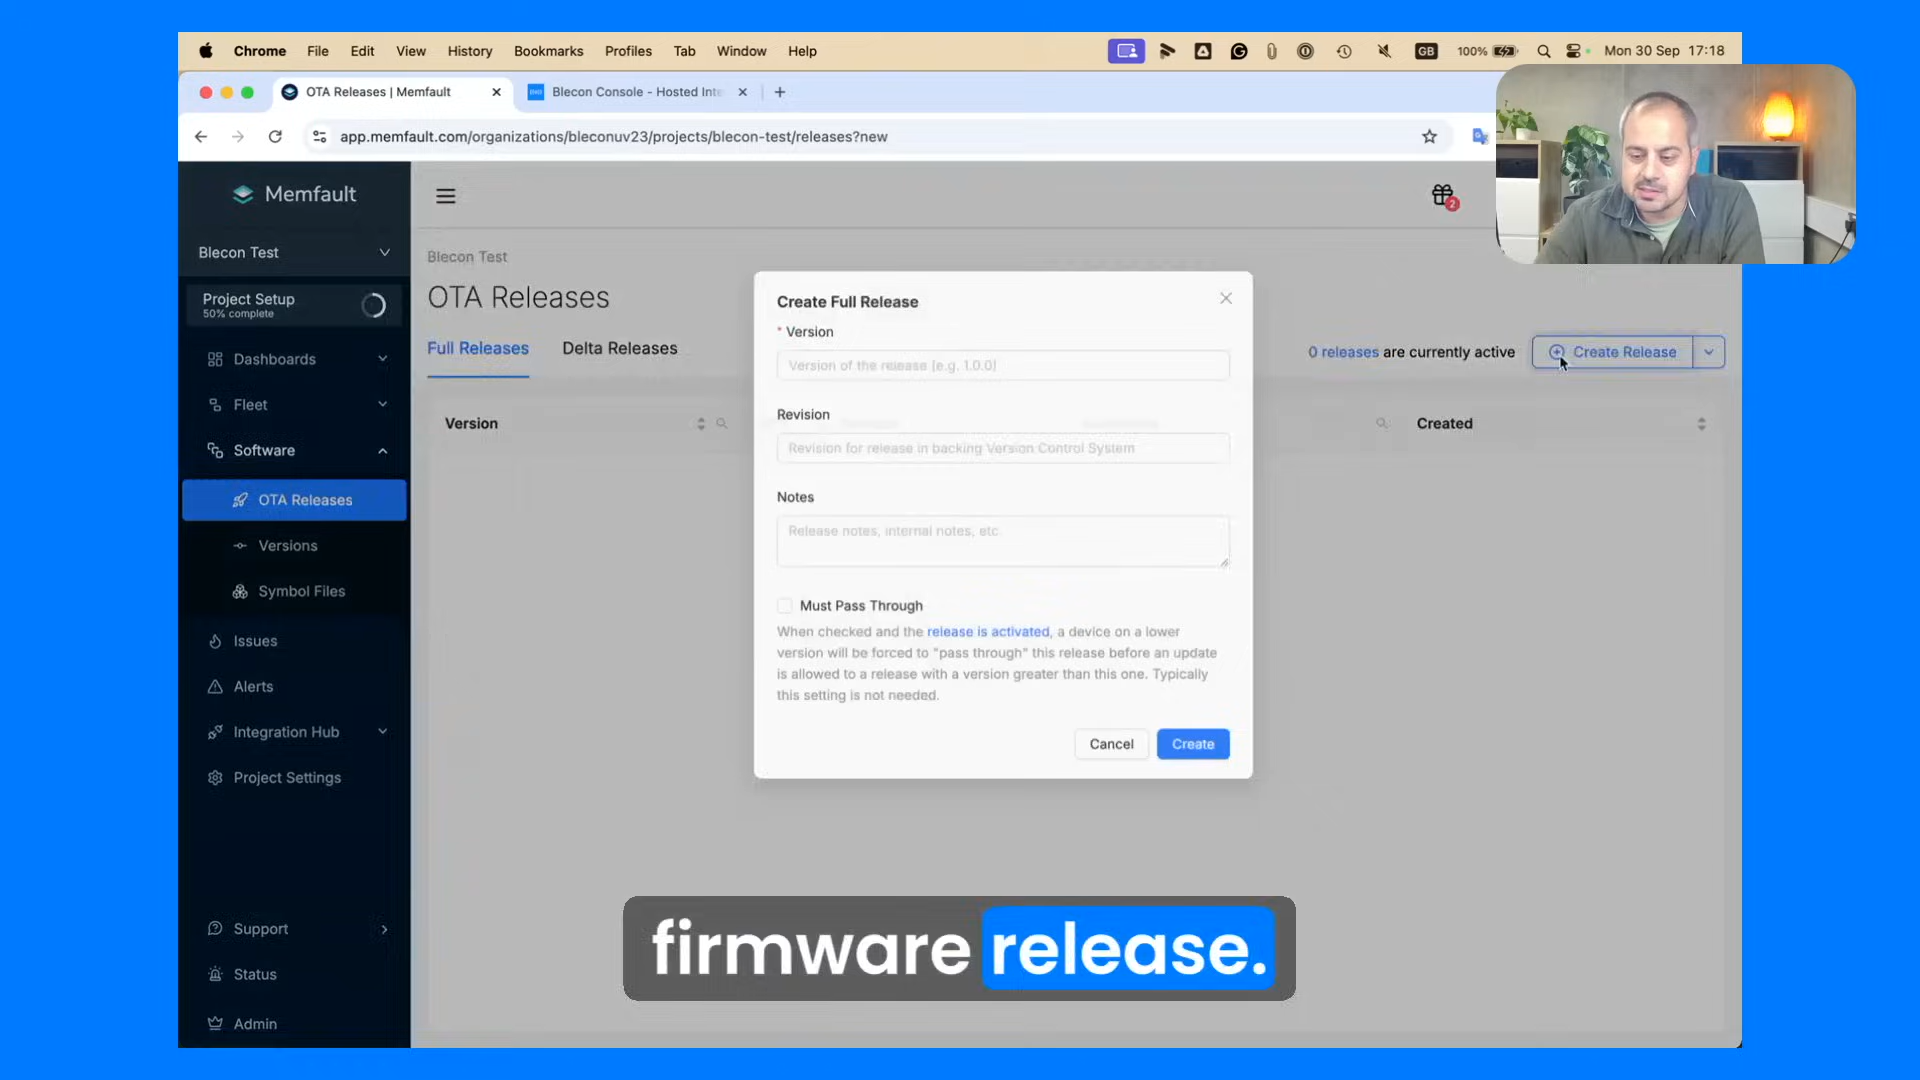 Chrome File Edit View History Bookmarks Profiles Tab Window Help
GB 100% Mon 30 Sep 17:18
OTA Releases | Memfault
Blecon Console - Hosted Inte
app.memfault.com/organizations/bleconuv23/projects/blecon-test/releases?new
Memfault
2
Blecon Test
Project Setup
50% complete
Dashboards
Fleet
Software
OTA Releases
Versions
Symbol Files
Issues
Alerts
Integration Hub
Project Settings
Support
Status
Admin
Blecon Test
OTA Releases
Full Releases Delta Releases
0 releases are currently active
Create Release
Version
Created
Create Full Release
* Version
Version of the release (e.g. 1.0.0)
Revision
Revision for release in backing Version Control System
Notes
Release notes, internal notes, etc
Must Pass Through
When checked and the release is activated, a device on a lower
version will be forced to "pass through" this release before an update
is allowed to a release with a version greater than this one. Typically
this setting is not needed.
Cancel Create
firmware release.